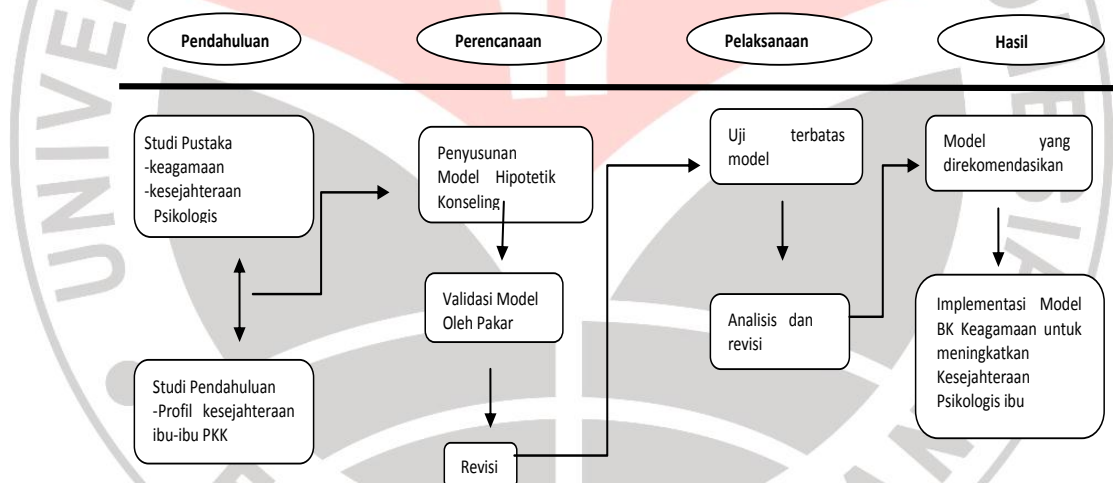 Pendahuluan
Perencanaan
Pelaksanaan
Hasil
Studi Pustaka
-keagamaan
-kesejahteraan
Psikologis
Studi Pendahuluan
-Profil kesejahteraan
ibu-ibu PKK
Penyusunan
Model Hipotetik
Konseling
Validasi Model
Oleh Pakar
Revisi
Uji terbatas
model
Analisis dan
revisi
Model yang
direkomendasikan
Implementasi Model
BK Keagamaan untuk
meningkatkan
Kesejahteraan
Psikologis ibu